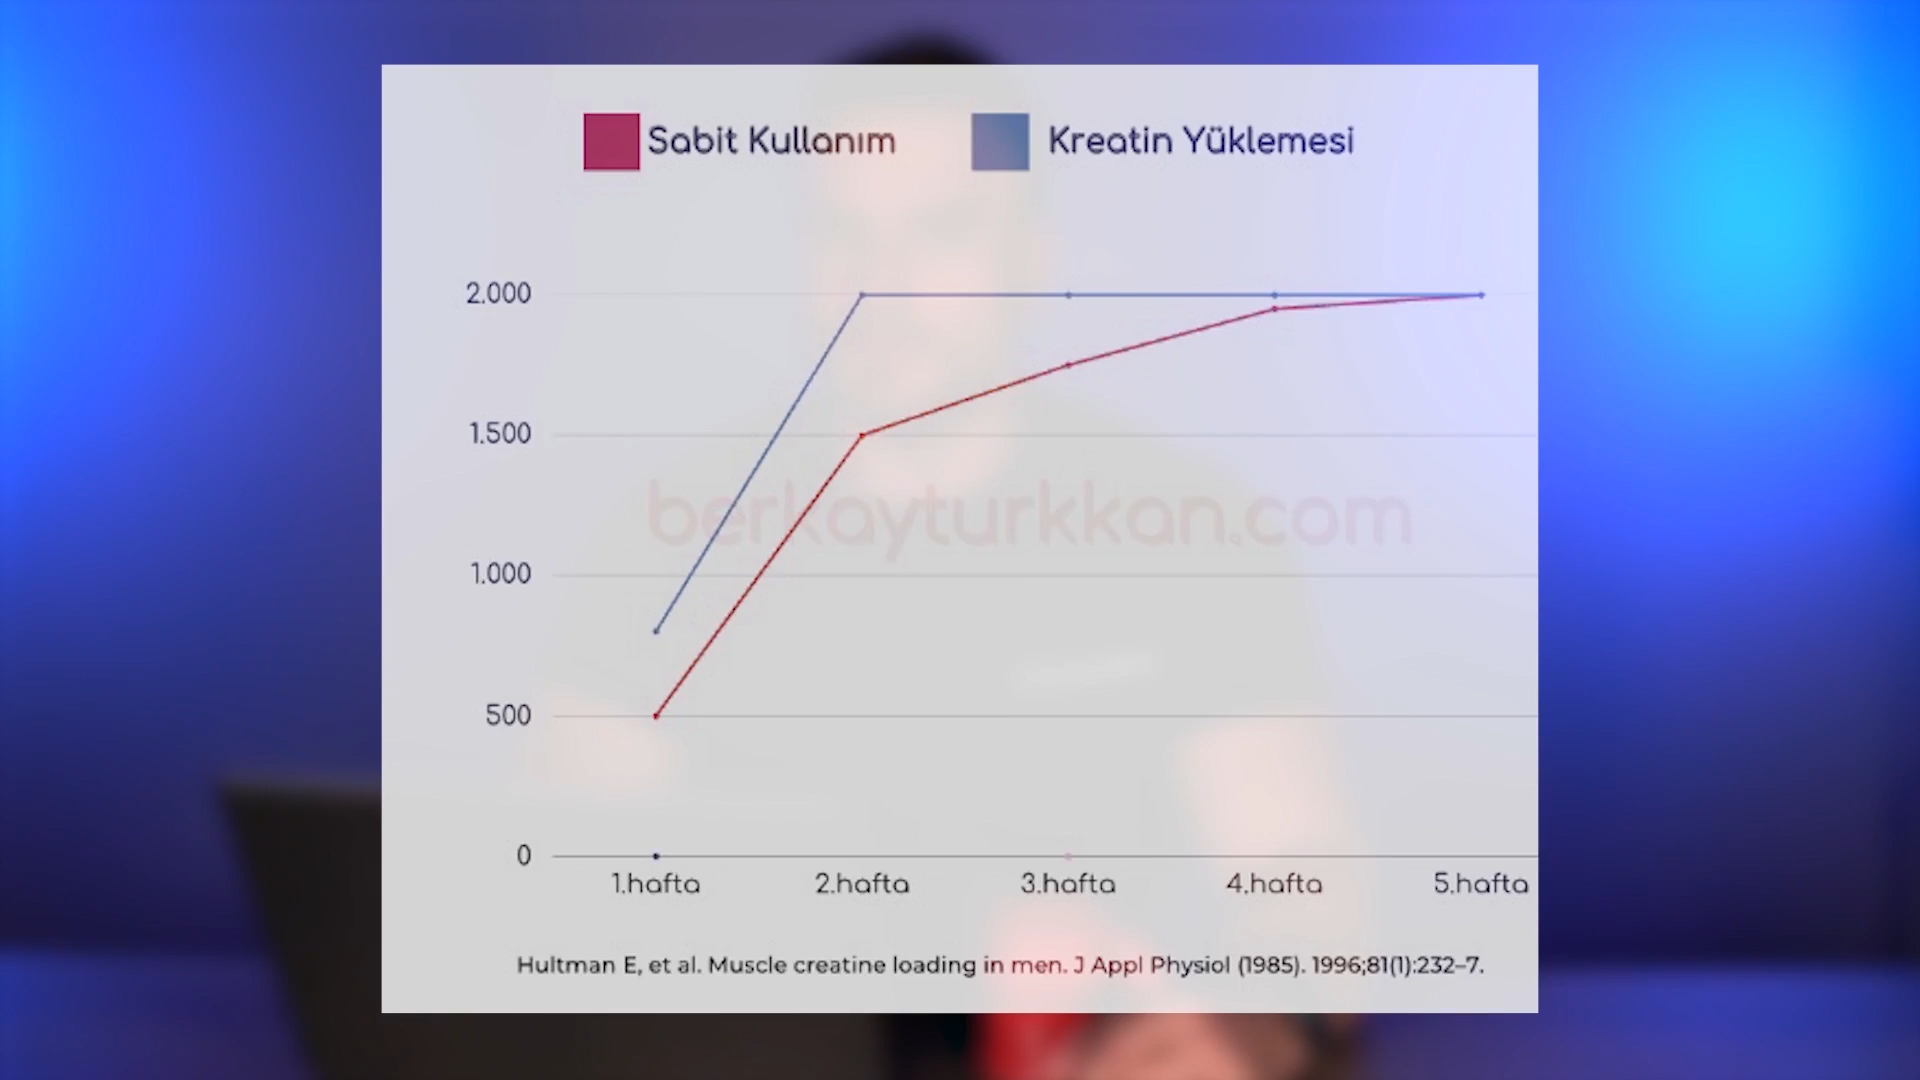 Sabit Kullanım
Kreatin Yüklemesi
2.000
1.500
berkayturkkan.com
1.000
500
0
1.hafta
2.hafta
3.hafta
4.hafta
5.hafta
Hultman E, et al. Muscle creatine loading in men. J Appl Physiol (1985). 1996;81(1):232–7.